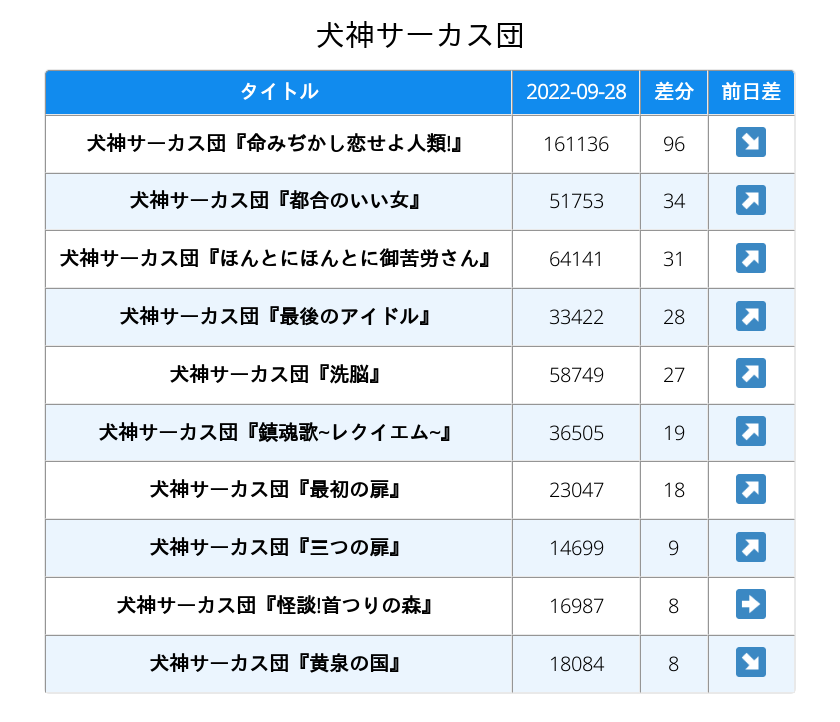 犬神サーカス団
タイトル 2022-09-28 差分 前日差
犬神サーカス団『命みぢかし恋せよ人類!』 161136 96 ↘
犬神サーカス団『都合のいい女』 51753 34 ↗
犬神サーカス団『ほんとにほんとに御苦労さん』 64141 31 ↗
犬神サーカス団『最後のアイドル』 33422 28 ↗
犬神サーカス団『洗脳』 58749 27 ↗
犬神サーカス団『鎮魂歌~レクイエム~』 36505 19 ↗
犬神サーカス団『最初の扉』 23047 18 ↗
犬神サーカス団『三つの扉』 14699 9 ↗
犬神サーカス団『怪談!首つりの森』 16987 8 ➡
犬神サーカス団『黄泉の国』 18084 8 ↘